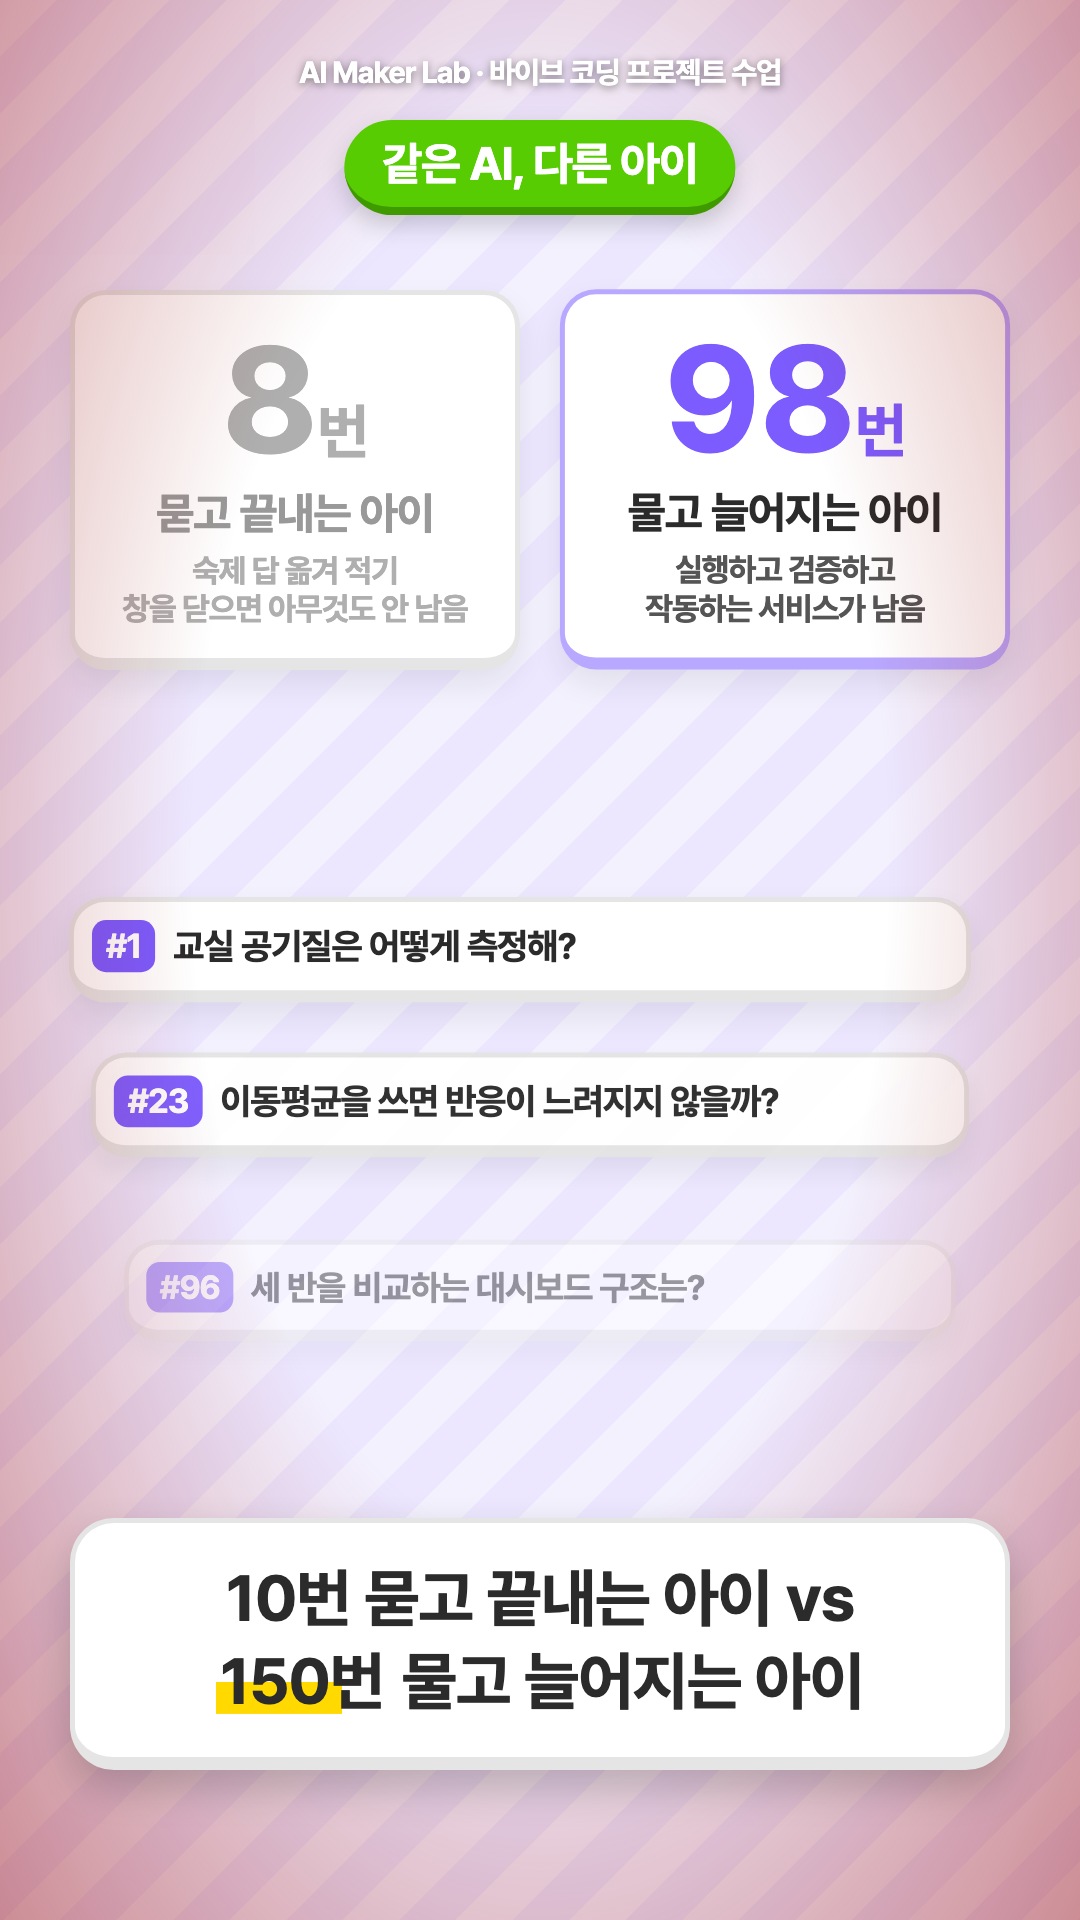 AI Maker Lab · 바이브 코딩 프로젝트 수업
같은 AI, 다른 아이
8번
묻고 끝내는 아이
숙제 답 옮겨 적기
창을 닫으면 아무것도 안 남음
98번
물고 늘어지는 아이
실행하고 검증하고
작동하는 서비스가 남음
#1 교실 공기질은 어떻게 측정해?
#23 이동평균을 쓰면 반응이 느려지지 않을까?
#96 세 반을 비교하는 대시보드 구조는?
10번 묻고 끝내는 아이 vs
150번 물고 늘어지는 아이